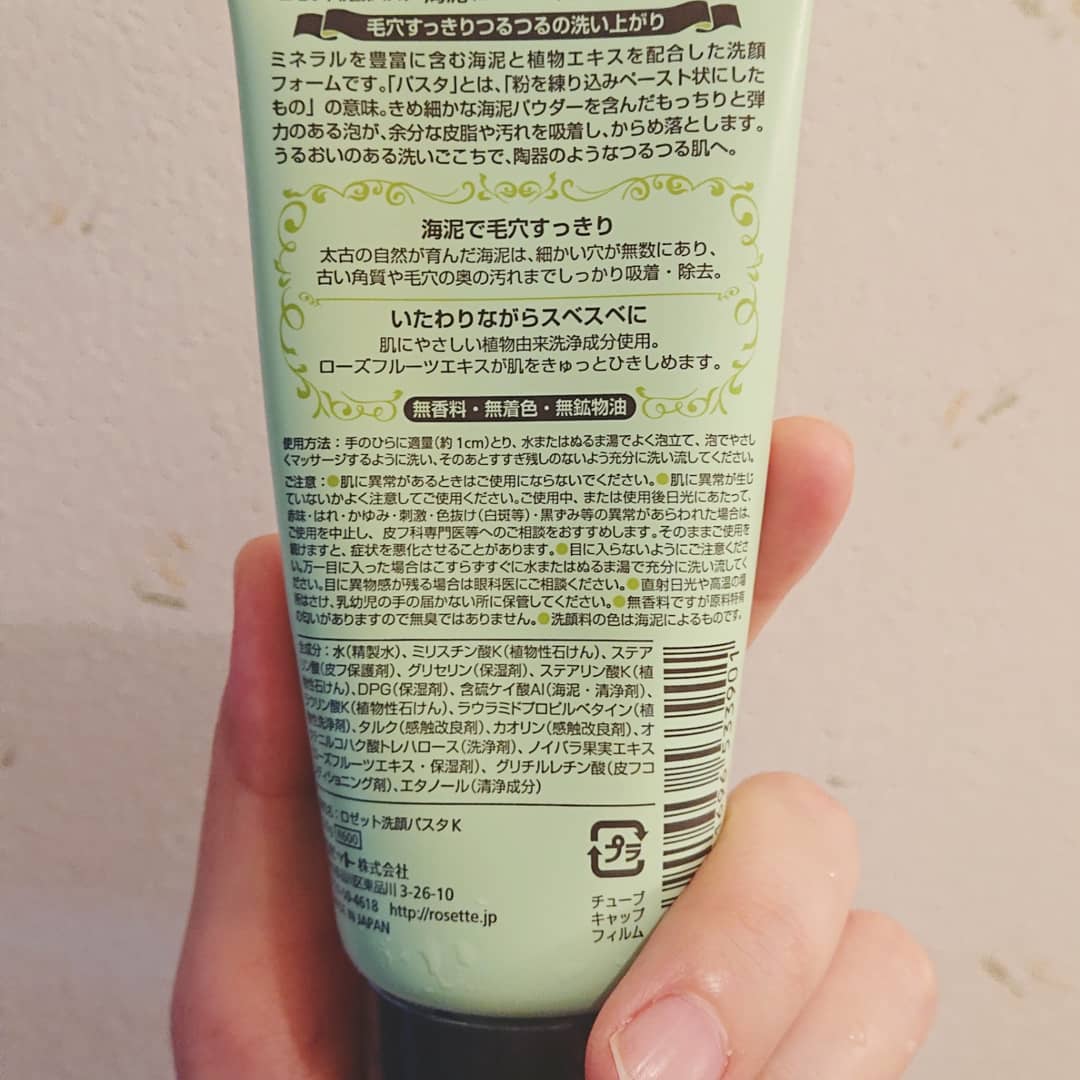 毛穴すっきりつるつるの洗い上がり
ミネラルを豊富に含む海泥と植物エキスを配合した洗顔
フォームです。「パスタ」とは、「粉を練り込みペースト状にした
もの」の意味。きめ細かな海泥パウダーを含んだもっちりと弾
力のある泡が、余分な皮脂や汚れを吸着し、からめ落とします。
うるおいのある洗いごこちで、陶器のようなつるつる肌へ。
海泥で毛穴すっきり
太古の自然が育んだ海泥は、細かい穴が無数にあり、
古い角質や毛穴の奥の汚れまでしっかり吸着・除去。
いたわりながらスベスベに
肌にやさしい植物由来洗浄成分使用。
ローズフルーツエキスが肌をきゅっとひきしめます。
無香料・無着色・無鉱物油
使用方法：手のひらに適量(約1cm)とり、水またはぬるま湯でよく泡立て、泡でやさし
くマッサージするように洗い、そのあとすすぎ残しのないよう充分に洗い流してください。
ご注意：●肌に異常があるときはご使用にならないでください。●肌に異常が生じ
ていないかよく注意してご使用ください。ご使用中、または使用後日光にあたって、
赤味・はれ・かゆみ・刺激・色抜け(白斑等)・黒ずみ等の異常があらわれた場合は、
ご使用を中止し、皮フ科専門医等へのご相談をおすすめします。そのままご使用を
続けますと、症状を悪化させることがあります。●目に入らないようにご注意くださ
い。万一目に入った場合はこすらずすぐに水またはぬるま湯で充分に洗い流してく
ださい。目に異物感が残る場合は眼科医にご相談ください。●直射日光や高温の場
所はさけ、乳幼児の手の届かない所に保管してください。●無香料ですが原料特有
の匂いがありますので無臭ではありません。●洗顔料の色は海泥によるものです。
全成分：水(精製水)、ミリスチン酸K(植物性石けん)、ステア
リン酸(皮フ保護剤)、グリセリン(保湿剤)、ステアリン酸K(植
物性石けん)、DPG(保湿剤)、含硫ケイ酸Al(海泥・清浄剤)、
ラウリン酸K(植物性石けん)、ラウラミドプロピルベタイン(植
物性洗浄剤)、タルク(感触改良剤)、カオリン(感触改良剤)、オ
クテニルコハク酸トレハロース(洗浄剤)、ノイバラ果実エキス
(ローズフルーツエキス・保湿剤)、グリチルレチン酸(皮フコ
ンディショニング剤)、エタノール(清浄成分)
ロゼット洗顔パスタK
R600
株式会社
区東品川3-26-10
-4618 http://rosette.jp
IN JAPAN
プラ
チューブ
キャップ
フィルム
533901